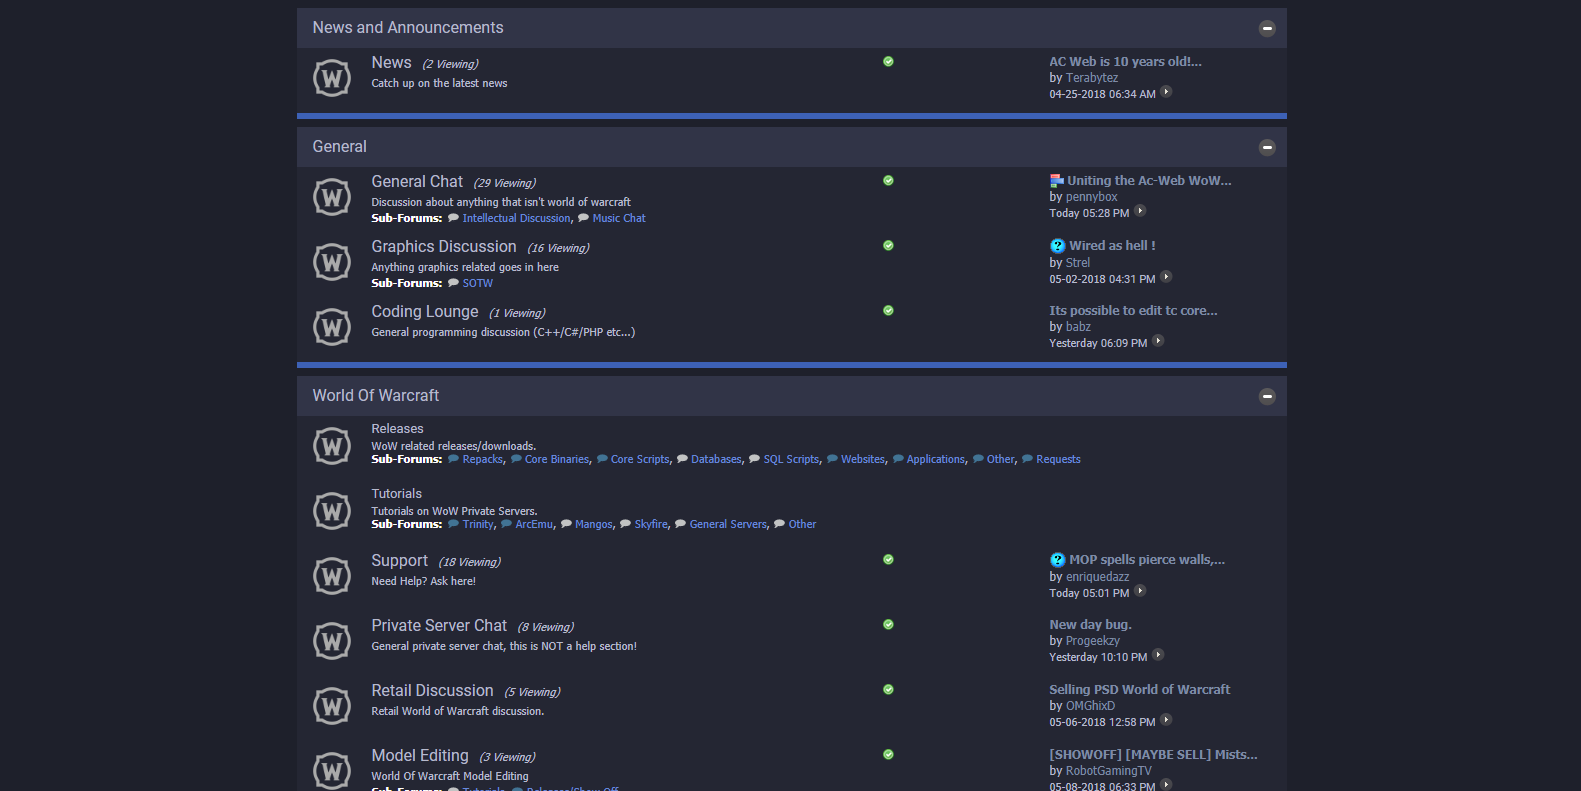 News and Announcements
News (2 Viewing)
Catch up on the latest news
AC Web is 10 years old!...
by Terabytez
04-25-2018 06:34 AM
General
General Chat (29 Viewing)
Discussion about anything that isn't world of warcraft
Sub-Forums: Intellectual Discussion, Music Chat
Uniting the Ac-Web WoW...
by pennybox
Today 05:28 PM
Graphics Discussion (16 Viewing)
Anything graphics related goes in here
Sub-Forums: SOTW
Wired as hell !
by Strel
05-02-2018 04:31 PM
Coding Lounge (1 Viewing)
General programming discussion (C++/C#/PHP etc...)
Its possible to edit tc core...
by babz
Yesterday 06:09 PM
World Of Warcraft
Releases
WoW related releases/downloads.
Sub-Forums: Repacks, Core Binaries, Core Scripts, Databases, SQL Scripts, Websites, Applications, Other, Requests
Tutorials
Tutorials on WoW Private Servers.
Sub-Forums: Trinity, ArcEmu, Mangos, Skyfire, General Servers, Other
Support (18 Viewing)
Need Help? Ask here!
MOP spells pierce walls,...
by enriquedazz
Today 05:01 PM
Private Server Chat (8 Viewing)
General private server chat, this is NOT a help section!
New day bug.
by Progeekzy
Yesterday 10:10 PM
Retail Discussion (5 Viewing)
Retail World of Warcraft discussion.
Selling PSD World of Warcraft
by OMGhixD
05-06-2018 12:58 PM
Model Editing (3 Viewing)
World Of Warcraft Model Editing
Sub-Forums: Tutorials, Releases/Show Off
[SHOWOFF] [MAYBE SELL] Mists...
by RobotGamingTV
05-08-2018 06:33 PM